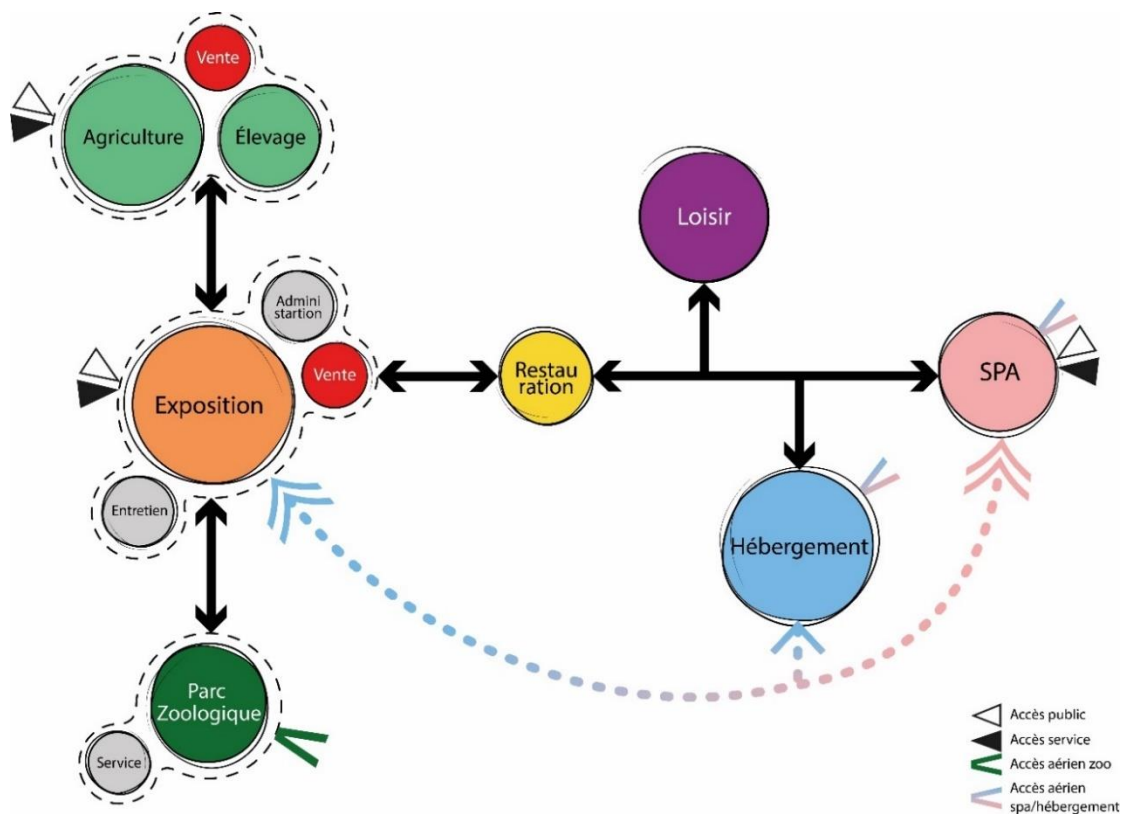 Vente
Agriculture
Élevage
Loisir
Admini
startion
Vente
Exposition
Restau
ration
SPA
Entretien
Hébergement
Parc
Zoologique
Service
Accès public
Accès service
Accès aérien zoo
Accès aérien
spa/hébergement